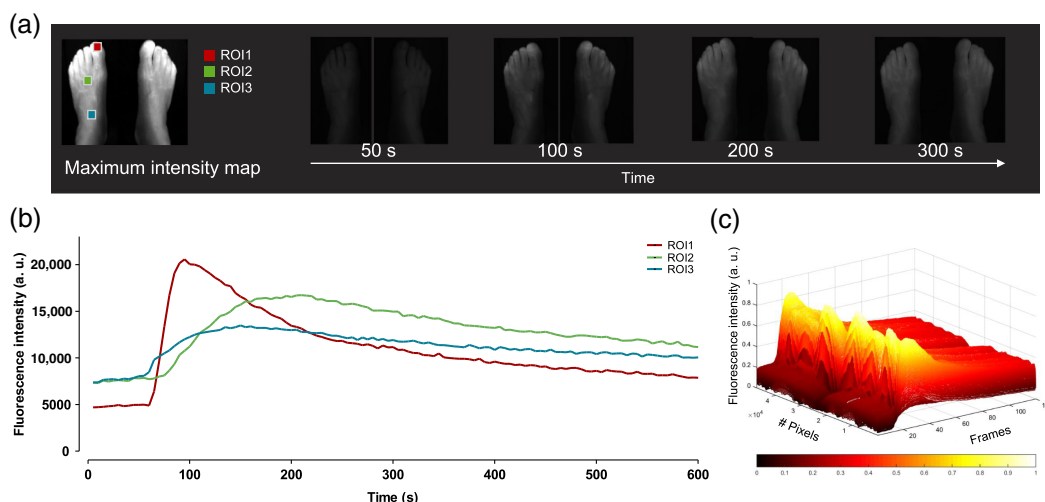 (a)
ROI1
ROI2
ROI3
Maximum intensity map
50 s
100 s
200 s
300 s
Time
(b)
Fluorescence intensity (a. u.)
20,000
15,000
10,000
5000
0
0
100
200
300
400
500
600
Time (s)
ROI1
ROI2
ROI3
(c)
Fluorescence intensity (a. u.)
1
0.8
0.6
0.4
0.2
0
×10⁴
4
3
2
1
# Pixels
20
40
60
80
100
1
Frames
0
0.1
0.2
0.3
0.4
0.5
0.6
0.7
0.8
0.9
1